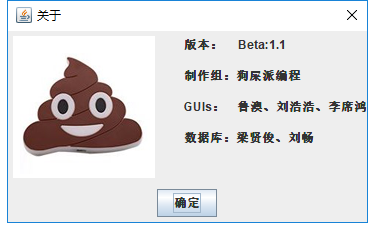 关于
版本： Beta:1.1
制作组：狗屎派编程
GUIs： 鲁澳、刘浩浩、李席鸿
数据库：梁贤俊、刘畅
确定